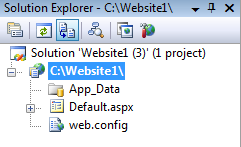 Solution Explorer - C:\Website1\
Solution 'Website1 (3)' (1 project)
C:\Website1\
App_Data
Default.aspx
web.config